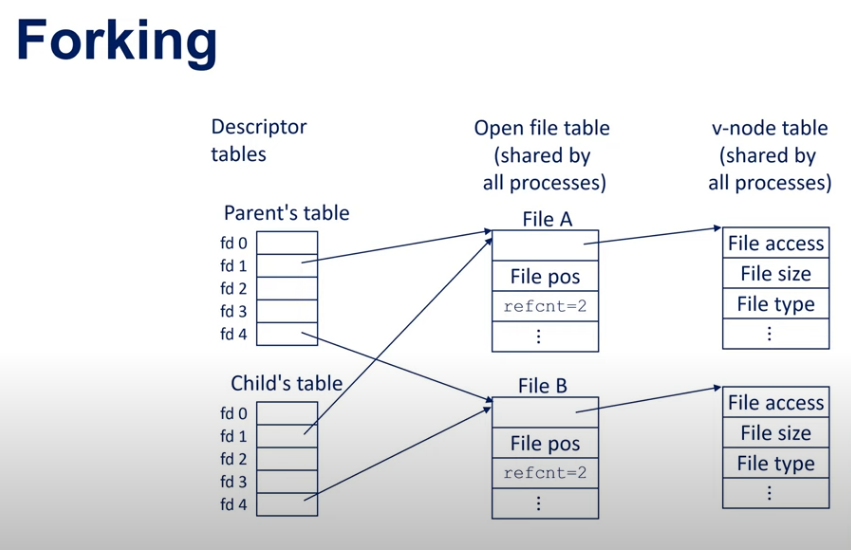 Forking
Descriptor
tables
Open file table
(shared by
all processes)
v-node table
(shared by
all processes)
Parent's table
fd 0
fd 1
fd 2
fd 3
fd 4
File A
File pos
refcnt=2
⋮
File access
File size
File type
⋮
Child's table
fd 0
fd 1
fd 2
fd 3
fd 4
File B
File pos
refcnt=2
⋮
File access
File size
File type
⋮